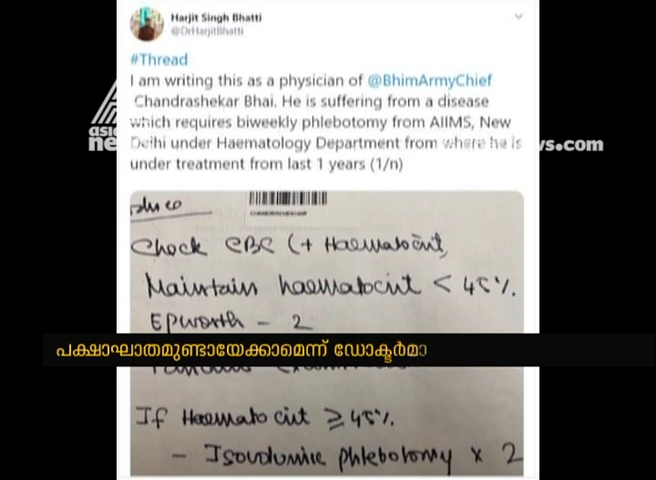 Harjit Singh Bhatti
@DrHarjitBhatti
#Thread
I am writing this as a physician of @BhimArmyChief
Chandrashekar Bhai. He is suffering from a disease
which requires biweekly phlebotomy from AIIMS, New
Delhi under Haematology Department from where he is
under treatment from last 1 years (1/n)
Check CBC (+ Haematocrit,
Maintain haematocrit < 45%.
Epworth - 2
പക്ഷാഘാതമുണ്ടായേക്കാമെന്ന് ഡോക്ടർമാ
If Haematocrit ≥ 45%.
- Isovolumic phlebotomy x 2